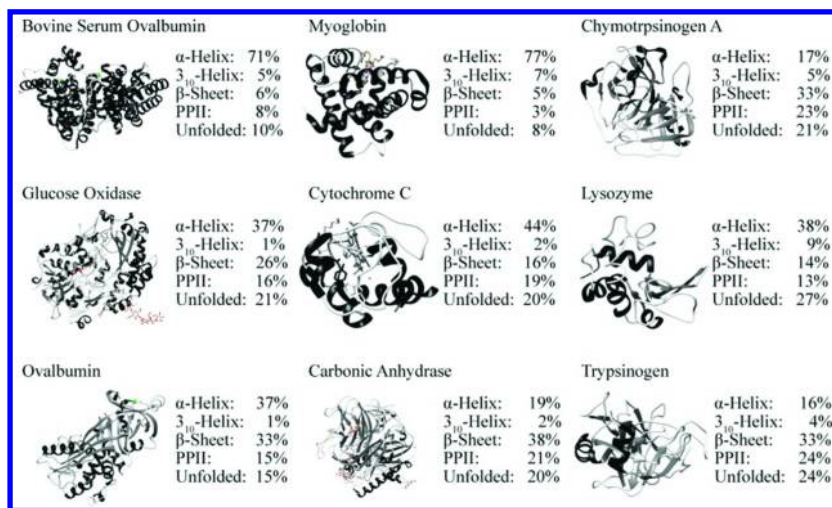 Bovine Serum Ovalbumin
α-Helix: 71%
3₁₀-Helix: 5%
β-Sheet: 6%
PPII: 8%
Unfolded: 10%
Myoglobin
α-Helix: 77%
3₁₀-Helix: 7%
β-Sheet: 5%
PPII: 3%
Unfolded: 8%
Chymotrpsinogen A
α-Helix: 17%
3₁₀-Helix: 5%
β-Sheet: 33%
PPII: 23%
Unfolded: 21%
Glucose Oxidase
α-Helix: 37%
3₁₀-Helix: 1%
β-Sheet: 26%
PPII: 16%
Unfolded: 21%
Cytochrome C
α-Helix: 44%
3₁₀-Helix: 2%
β-Sheet: 16%
PPII: 19%
Unfolded: 20%
Lysozyme
α-Helix: 38%
3₁₀-Helix: 9%
β-Sheet: 14%
PPII: 13%
Unfolded: 27%
Ovalbumin
α-Helix: 37%
3₁₀-Helix: 1%
β-Sheet: 33%
PPII: 15%
Unfolded: 15%
Carbonic Anhydrase
α-Helix: 19%
3₁₀-Helix: 2%
β-Sheet: 38%
PPII: 21%
Unfolded: 20%
Trypsinogen
α-Helix: 16%
3₁₀-Helix: 4%
β-Sheet: 33%
PPII: 24%
Unfolded: 24%